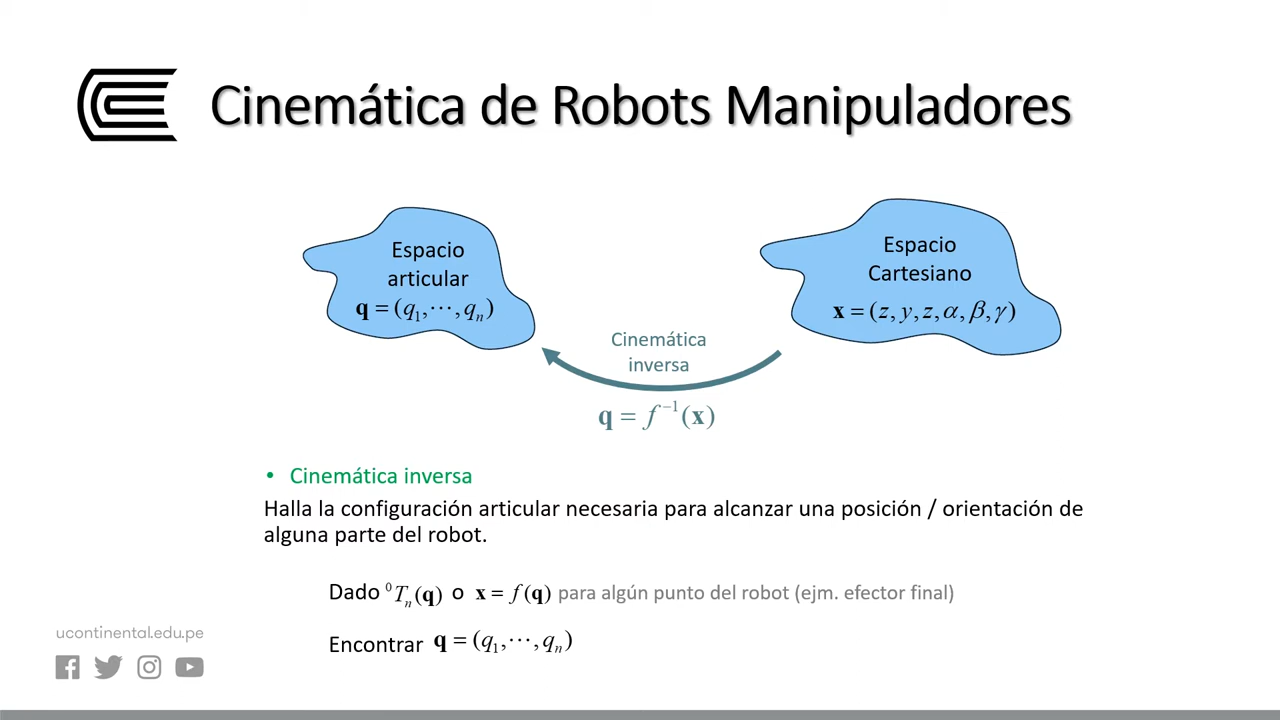 Cinemática de Robots Manipuladores
Espacio
articular
q = (q₁,⋯,qₙ)
Espacio
Cartesiano
x = (z, y, z, α, β, γ)
Cinemática
inversa
q = f⁻¹(x)
• Cinemática inversa
Halla la configuración articular necesaria para alcanzar una posición / orientación de
alguna parte del robot.
Dado ⁰Tₙ(q) o x = f(q) para algún punto del robot (ejm. efector final)
Encontrar q = (q₁,⋯,qₙ)
ucontinental.edu.pe